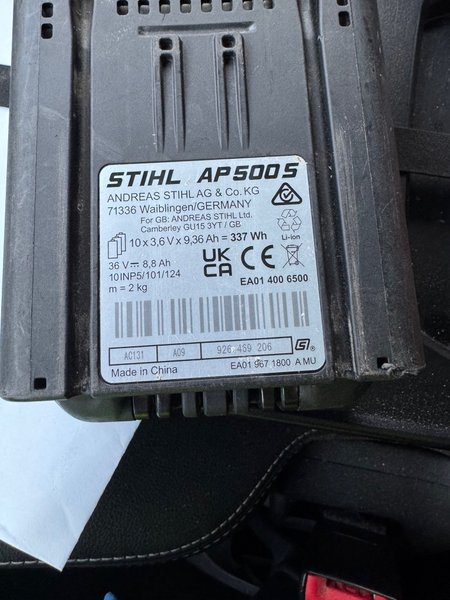 STIHL AP 500 S
ANDREAS STIHL AG & Co. KG
71336 Waiblingen/GERMANY
For GB: ANDREAS STIHL Ltd.
Camberley GU15 3YT / GB
10 x 3,6 V x 9,36 Ah = 337 Wh
Li-ion
36 V ⎓ 8,8 Ah
10INP5/101/124
m = 2 kg
UK
CA
CE
EA01 400 6500
AC131 A09 926 489 206
Made in China
EA01 967 1800 A MU